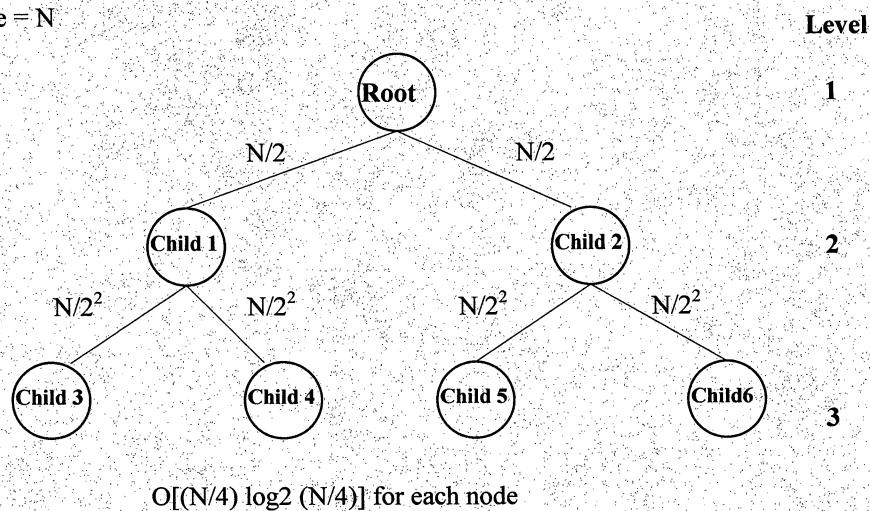 e = N
Level
Root
1
N/2 N/2
Child 1 Child 2
2
N/2² N/2² N/2² N/2²
Child 3 Child 4 Child 5 Child6
3
O[(N/4) log2 (N/4)] for each node